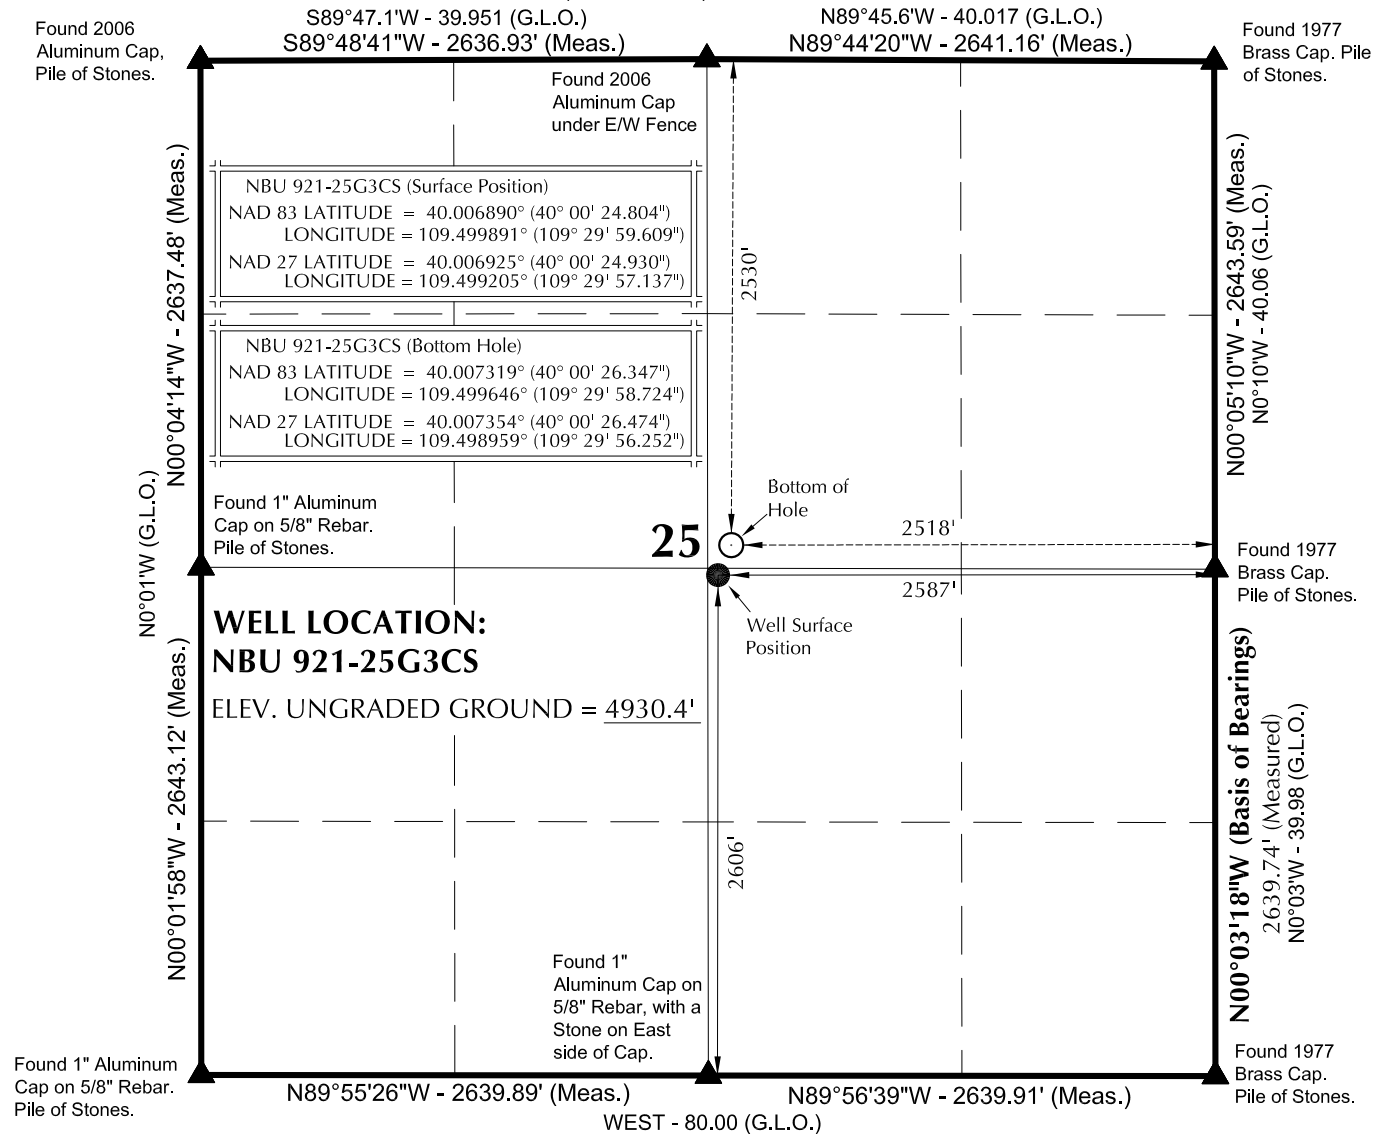 S89°47.1'W - 39.951 (G.L.O.)
S89°48'41"W - 2636.93' (Meas.)
N89°45.6'W - 40.017 (G.L.O.)
N89°44'20"W - 2641.16' (Meas.)
Found 2006
Aluminum Cap,
Pile of Stones.
Found 2006
Aluminum Cap
under E/W Fence
Found 1977
Brass Cap. Pile
of Stones.
N00°04'14"W - 2637.48' (Meas.)
NBU 921-25G3CS (Surface Position)
NAD 83 LATITUDE = 40.006890° (40° 00' 24.804")
LONGITUDE = 109.499891° (109° 29' 59.609")
NAD 27 LATITUDE = 40.006925° (40° 00' 24.930")
LONGITUDE = 109.499205° (109° 29' 57.137")
NBU 921-25G3CS (Bottom Hole)
NAD 83 LATITUDE = 40.007319° (40° 00' 26.347")
LONGITUDE = 109.499646° (109° 29' 58.724")
NAD 27 LATITUDE = 40.007354° (40° 00' 26.474")
LONGITUDE = 109.498959° (109° 29' 56.252")
2530'
N00°05'10"W - 2643.59' (Meas.)
N0°10'W - 40.06 (G.L.O.)
N0°01'W (G.L.O.)
Found 1" Aluminum
Cap on 5/8" Rebar.
Pile of Stones.
25
Bottom of
Hole
2518'
2587'
Found 1977
Brass Cap.
Pile of Stones.
Well Surface
Position
WELL LOCATION:
NBU 921-25G3CS
ELEV. UNGRADED GROUND = 4930.4'
N00°01'58"W - 2643.12' (Meas.)
2606'
N00°03'18"W (Basis of Bearings)
2639.74' (Measured)
N0°03'W - 39.98 (G.L.O.)
Found 1"
Aluminum Cap on
5/8" Rebar, with a
Stone on East
side of Cap.
Found 1" Aluminum
Cap on 5/8" Rebar.
Pile of Stones.
Found 1977
Brass Cap.
Pile of Stones.
N89°55'26"W - 2639.89' (Meas.)
N89°56'39"W - 2639.91' (Meas.)
WEST - 80.00 (G.L.O.)